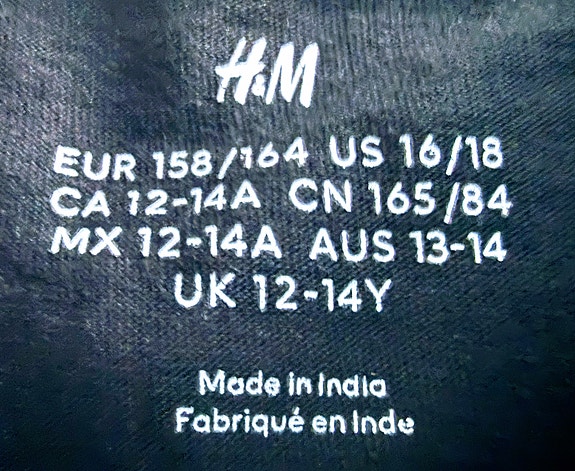 H&M
EUR 158/164 US 16/18
CA 12-14A CN 165/84
MX 12-14A AUS 13-14
UK 12-14Y
Made in India
Fabriqué en Inde